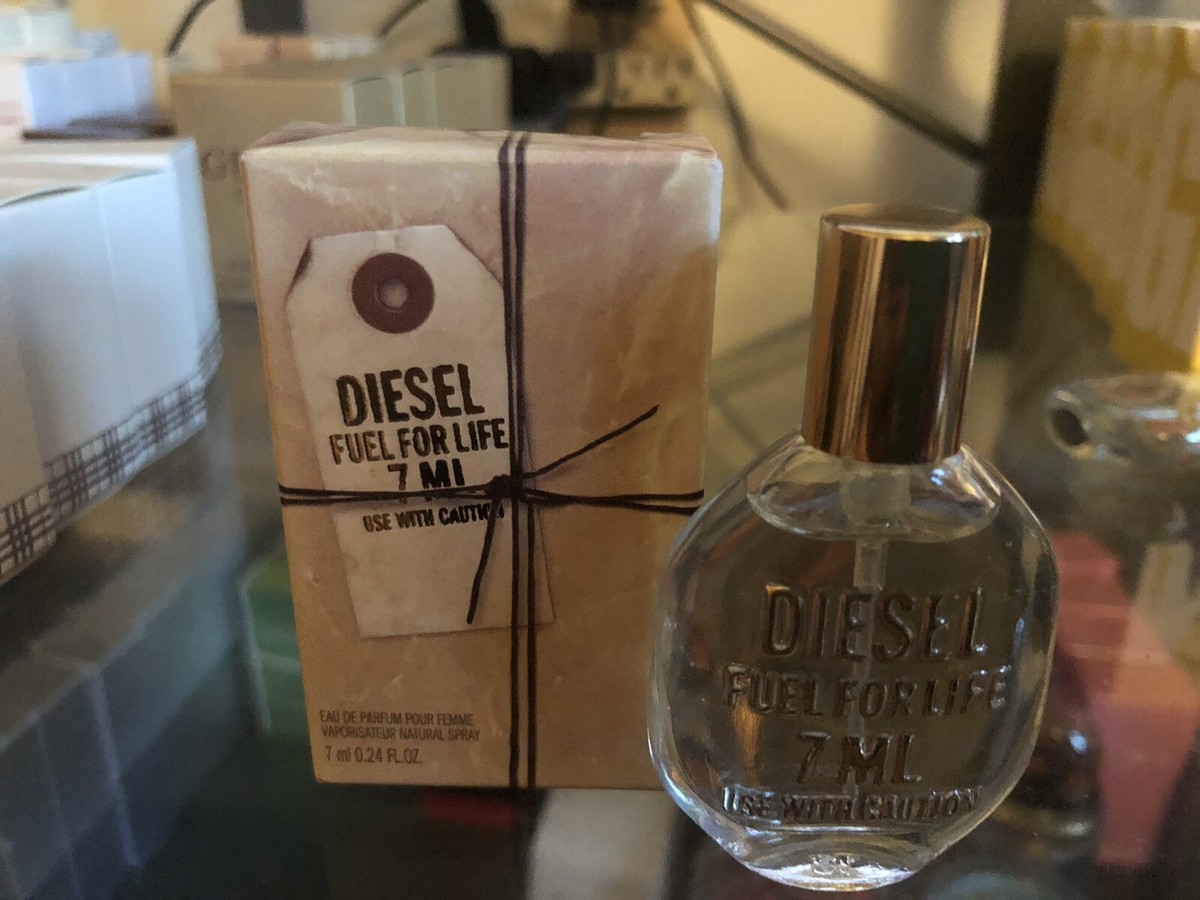 DIESEL
FUEL FOR LIFE
7 ML
USE WITH CAUTION
EAU DE PARFUM POUR FEMME
VAPORISATEUR NATURAL SPRAY
7 ml 0.24 FL.OZ.
DIESEL
FUEL FOR LIFE
7 ML
USE WITH CAUTION